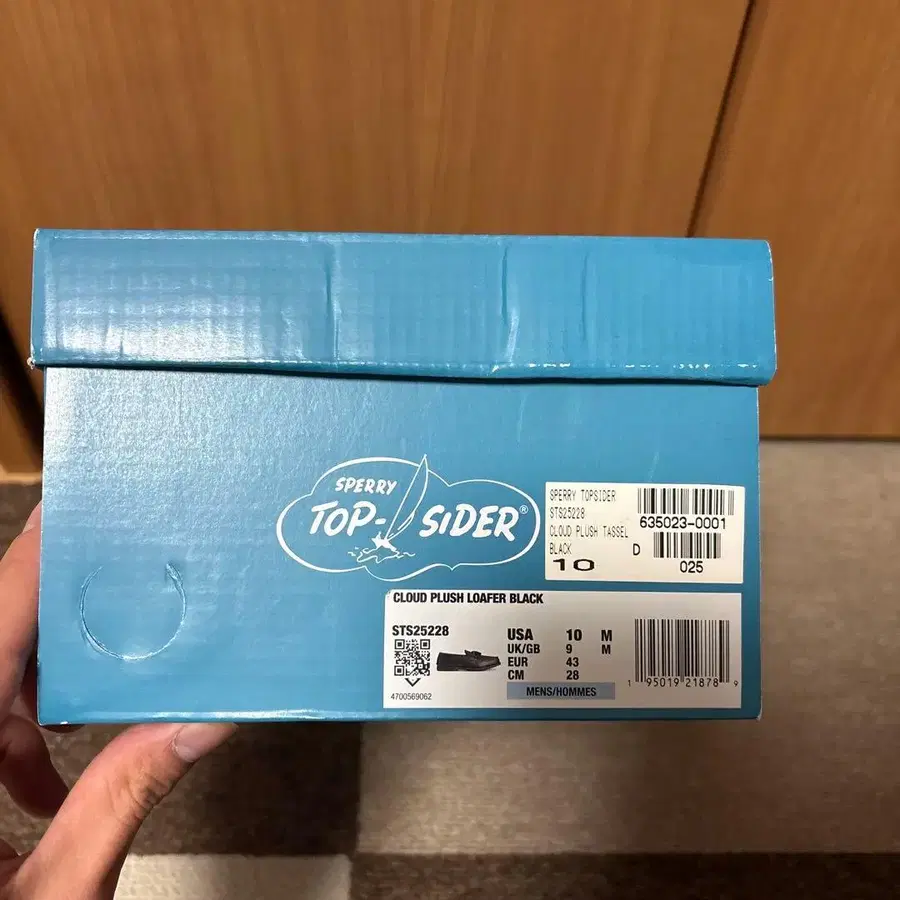 SPERRY
TOP-SIDER®
SPERRY TOPSIDER
STS25228
CLOUD PLUSH TASSEL
BLACK D
10
635023-0001
025
CLOUD PLUSH LOAFER BLACK
STS25228
4700569062
USA 10 M
UK/GB 9 M
EUR 43
CM 28
MENS/HOMMES
1 95019 21878 9